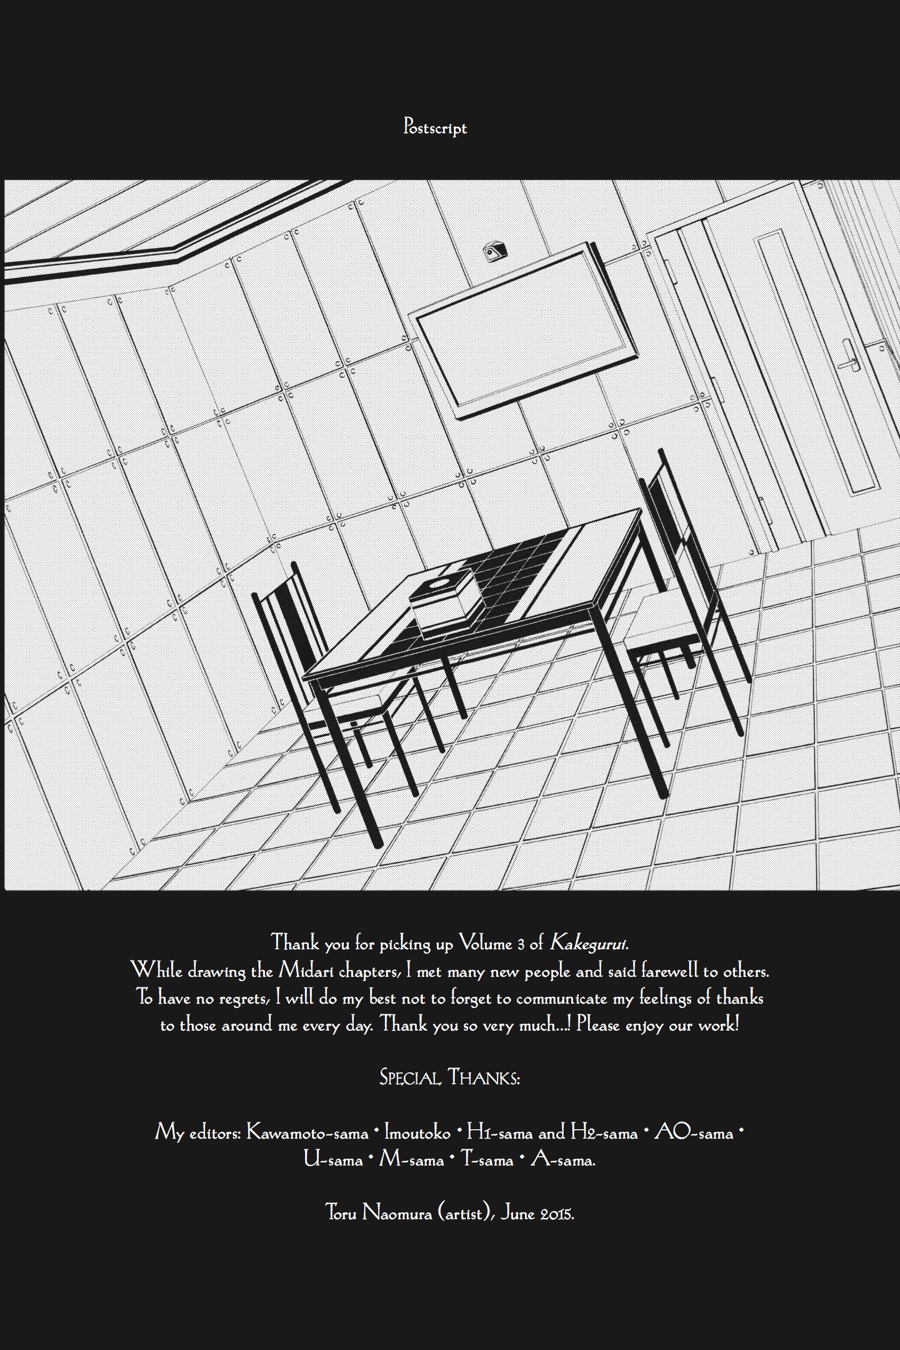 Postscript
Thank you for picking up Volume 3 of Kakegurui.
While drawing the Midari chapters, I met many new people and said farewell to others.
To have no regrets, I will do my best not to forget to communicate my feelings of thanks
to those around me every day. Thank you so very much...! Please enjoy our work!
Special Thanks:
My editors: Kawamoto-sama • Imoutoko • H1-sama and H2-sama • AO-sama •
U-sama • M-sama • T-sama • A-sama.
Toru Naomura (artist), June 2015.